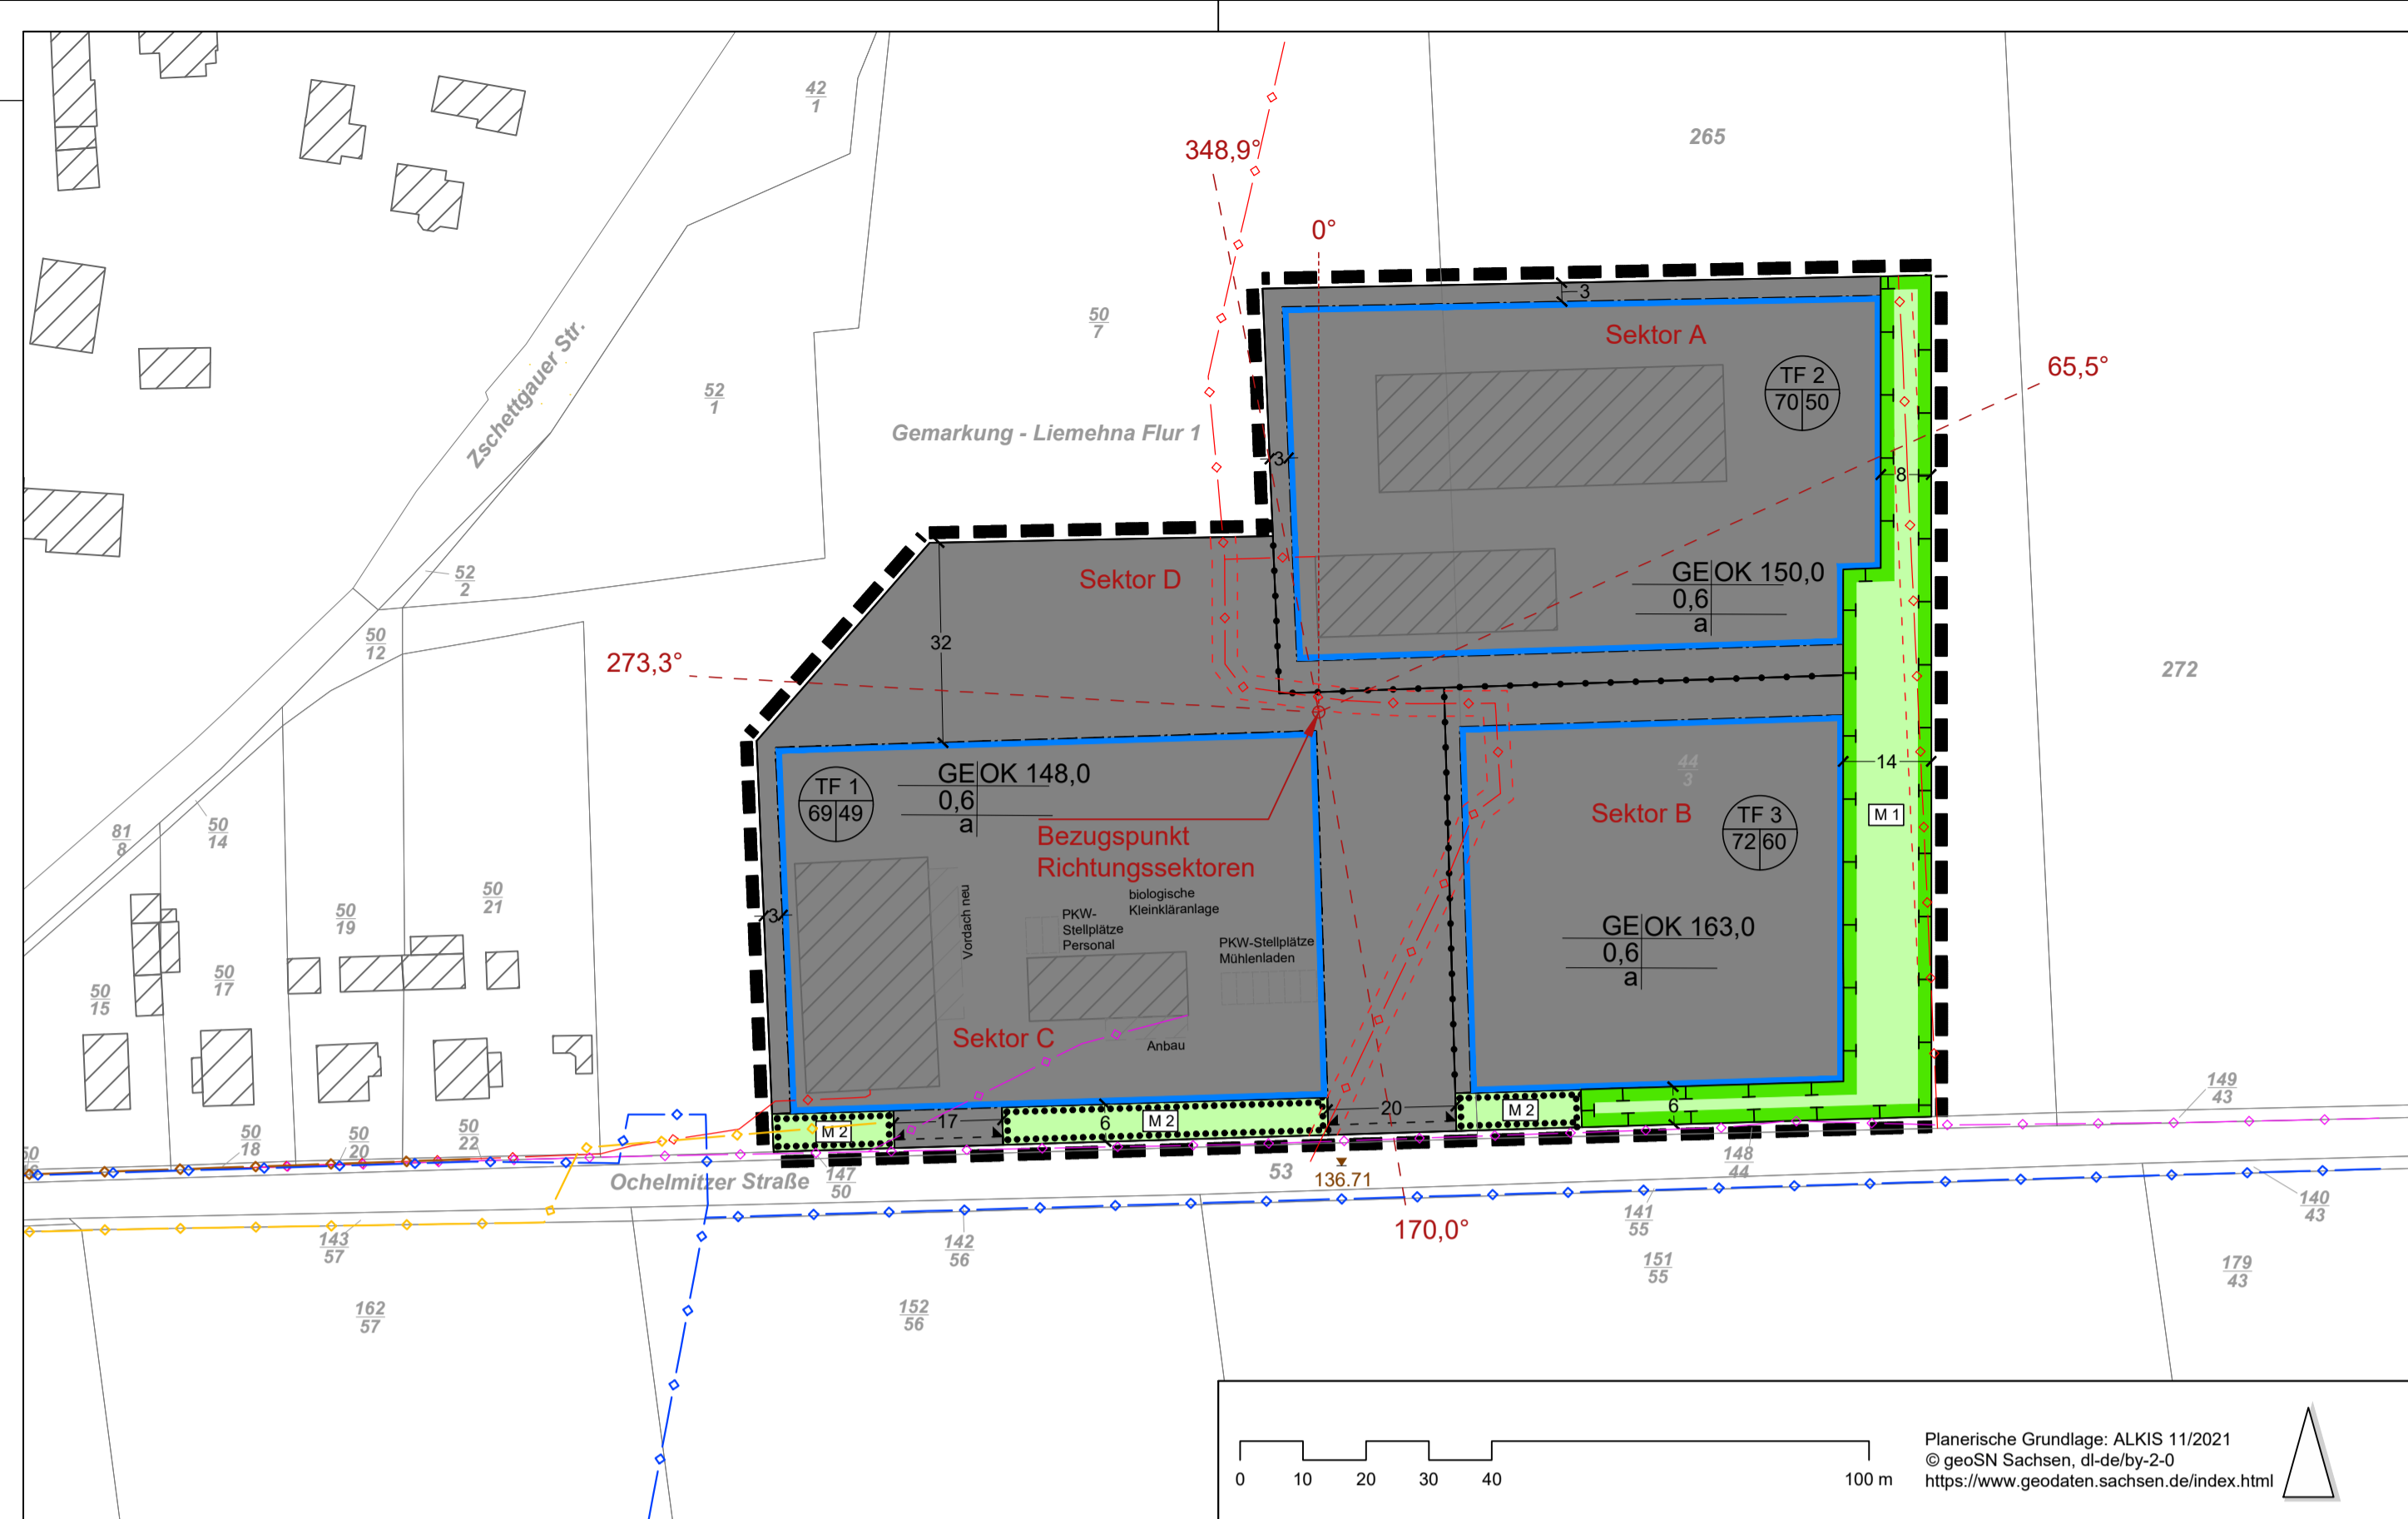 42
1
265
348,9°
0°
50
7
3
Sektor A
TF 2
70 50
65,5°
Zschettgauer Str.
52
1
Gemarkung - Liemehna Flur 1
3
8
52
2
Sektor D
GE OK 150,0
0,6
a
50
12
32
273,3°
272
TF 1
69 49
GE OK 148,0
0,6
a
44
3
14
M 1
Sektor B
TF 3
72 60
81
8
50
14
Bezugspunkt
Richtungssektoren
50
21
50
19
3
Vordach neu
biologische
Kleinkläranlage
PKW-
Stellplätze
Personal
PKW-Stellplätze
Mühlenladen
GE OK 163,0
0,6
a
50
17
50
15
Sektor C
Anbau
149
43
M 2
17
6
M 2
20
M 2
6
50
18
50
20
50
22
Ochelmitzer Straße
147
50
53
136.71
148
44
140
43
143
57
142
56
170,0°
141
55
151
55
179
43
162
57
152
56
0 10 20 30 40 100 m
Planerische Grundlage: ALKIS 11/2021
© geoSN Sachsen, dl-de/by-2-0
https://www.geodaten.sachsen.de/index.html